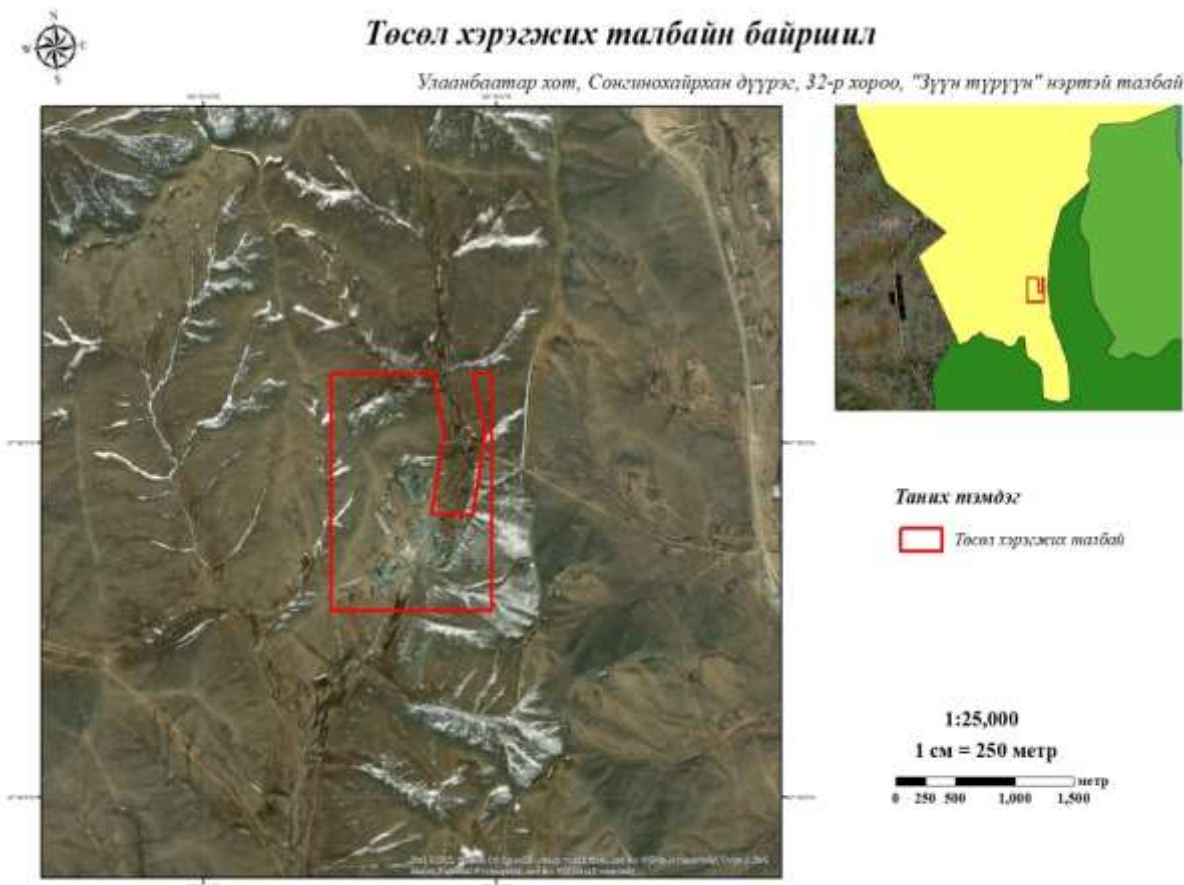 N
Төсөл хэрэгжих талбайн байршил
S
Улаанбаатар хот, Сонгинохайрхан дүүрэг, 32-р хороо, "Зүүн түрүүн" нэртэй талбай
Таних тэмдэг
Төсөл хэрэгжих талбай
1:25,000
1 см = 250 метр
метр
0 250 500 1,000 1,500